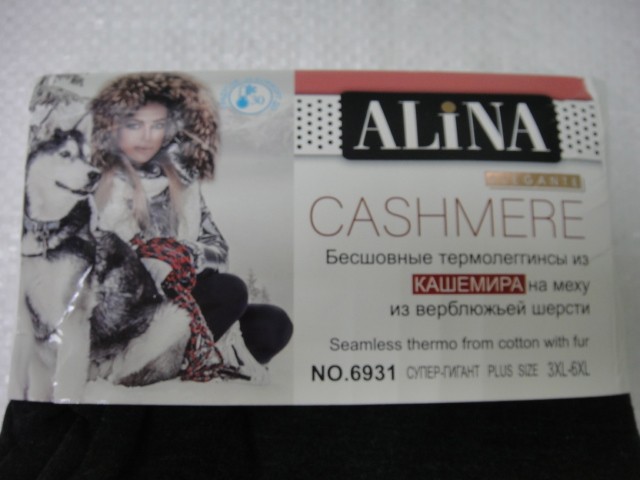 ALiNA
ELEGANTE
CASHMERE
Бесшовные термолеггинсы из
КАШЕМИРА на меху
из верблюжьей шерсти
Seamless thermo from cotton with fur
NO.6931 СУПЕР-ГИГАНТ PLUS SIZE 3XL-6XL